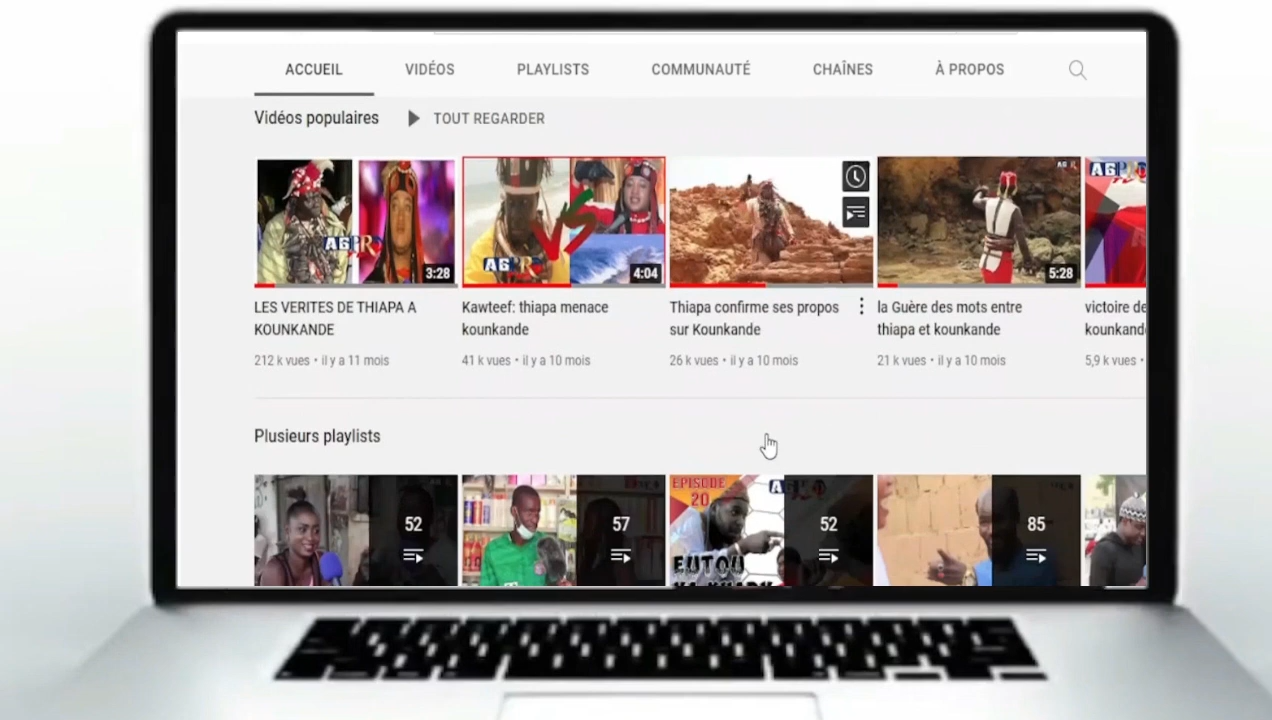 ACCUEIL VIDÉOS PLAYLISTS COMMUNAUTÉ CHAÎNES À PROPOS
Vidéos populaires TOUT REGARDER
3:28
4:04
5:28
VS
LES VERITES DE THIAPA A
KOUNKANDE
212 k vues • il y a 11 mois
Kawteef: thiapa menace
kounkande
41 k vues • il y a 10 mois
Thiapa confirme ses propos
sur Kounkande
26 k vues • il y a 10 mois
la Guère des mots entre
thiapa et kounkande
21 k vues • il y a 10 mois
victoire de
kounkand
5,9 k vues •
Plusieurs playlists
52
57
EPISODE
20
EUTOU
52
85